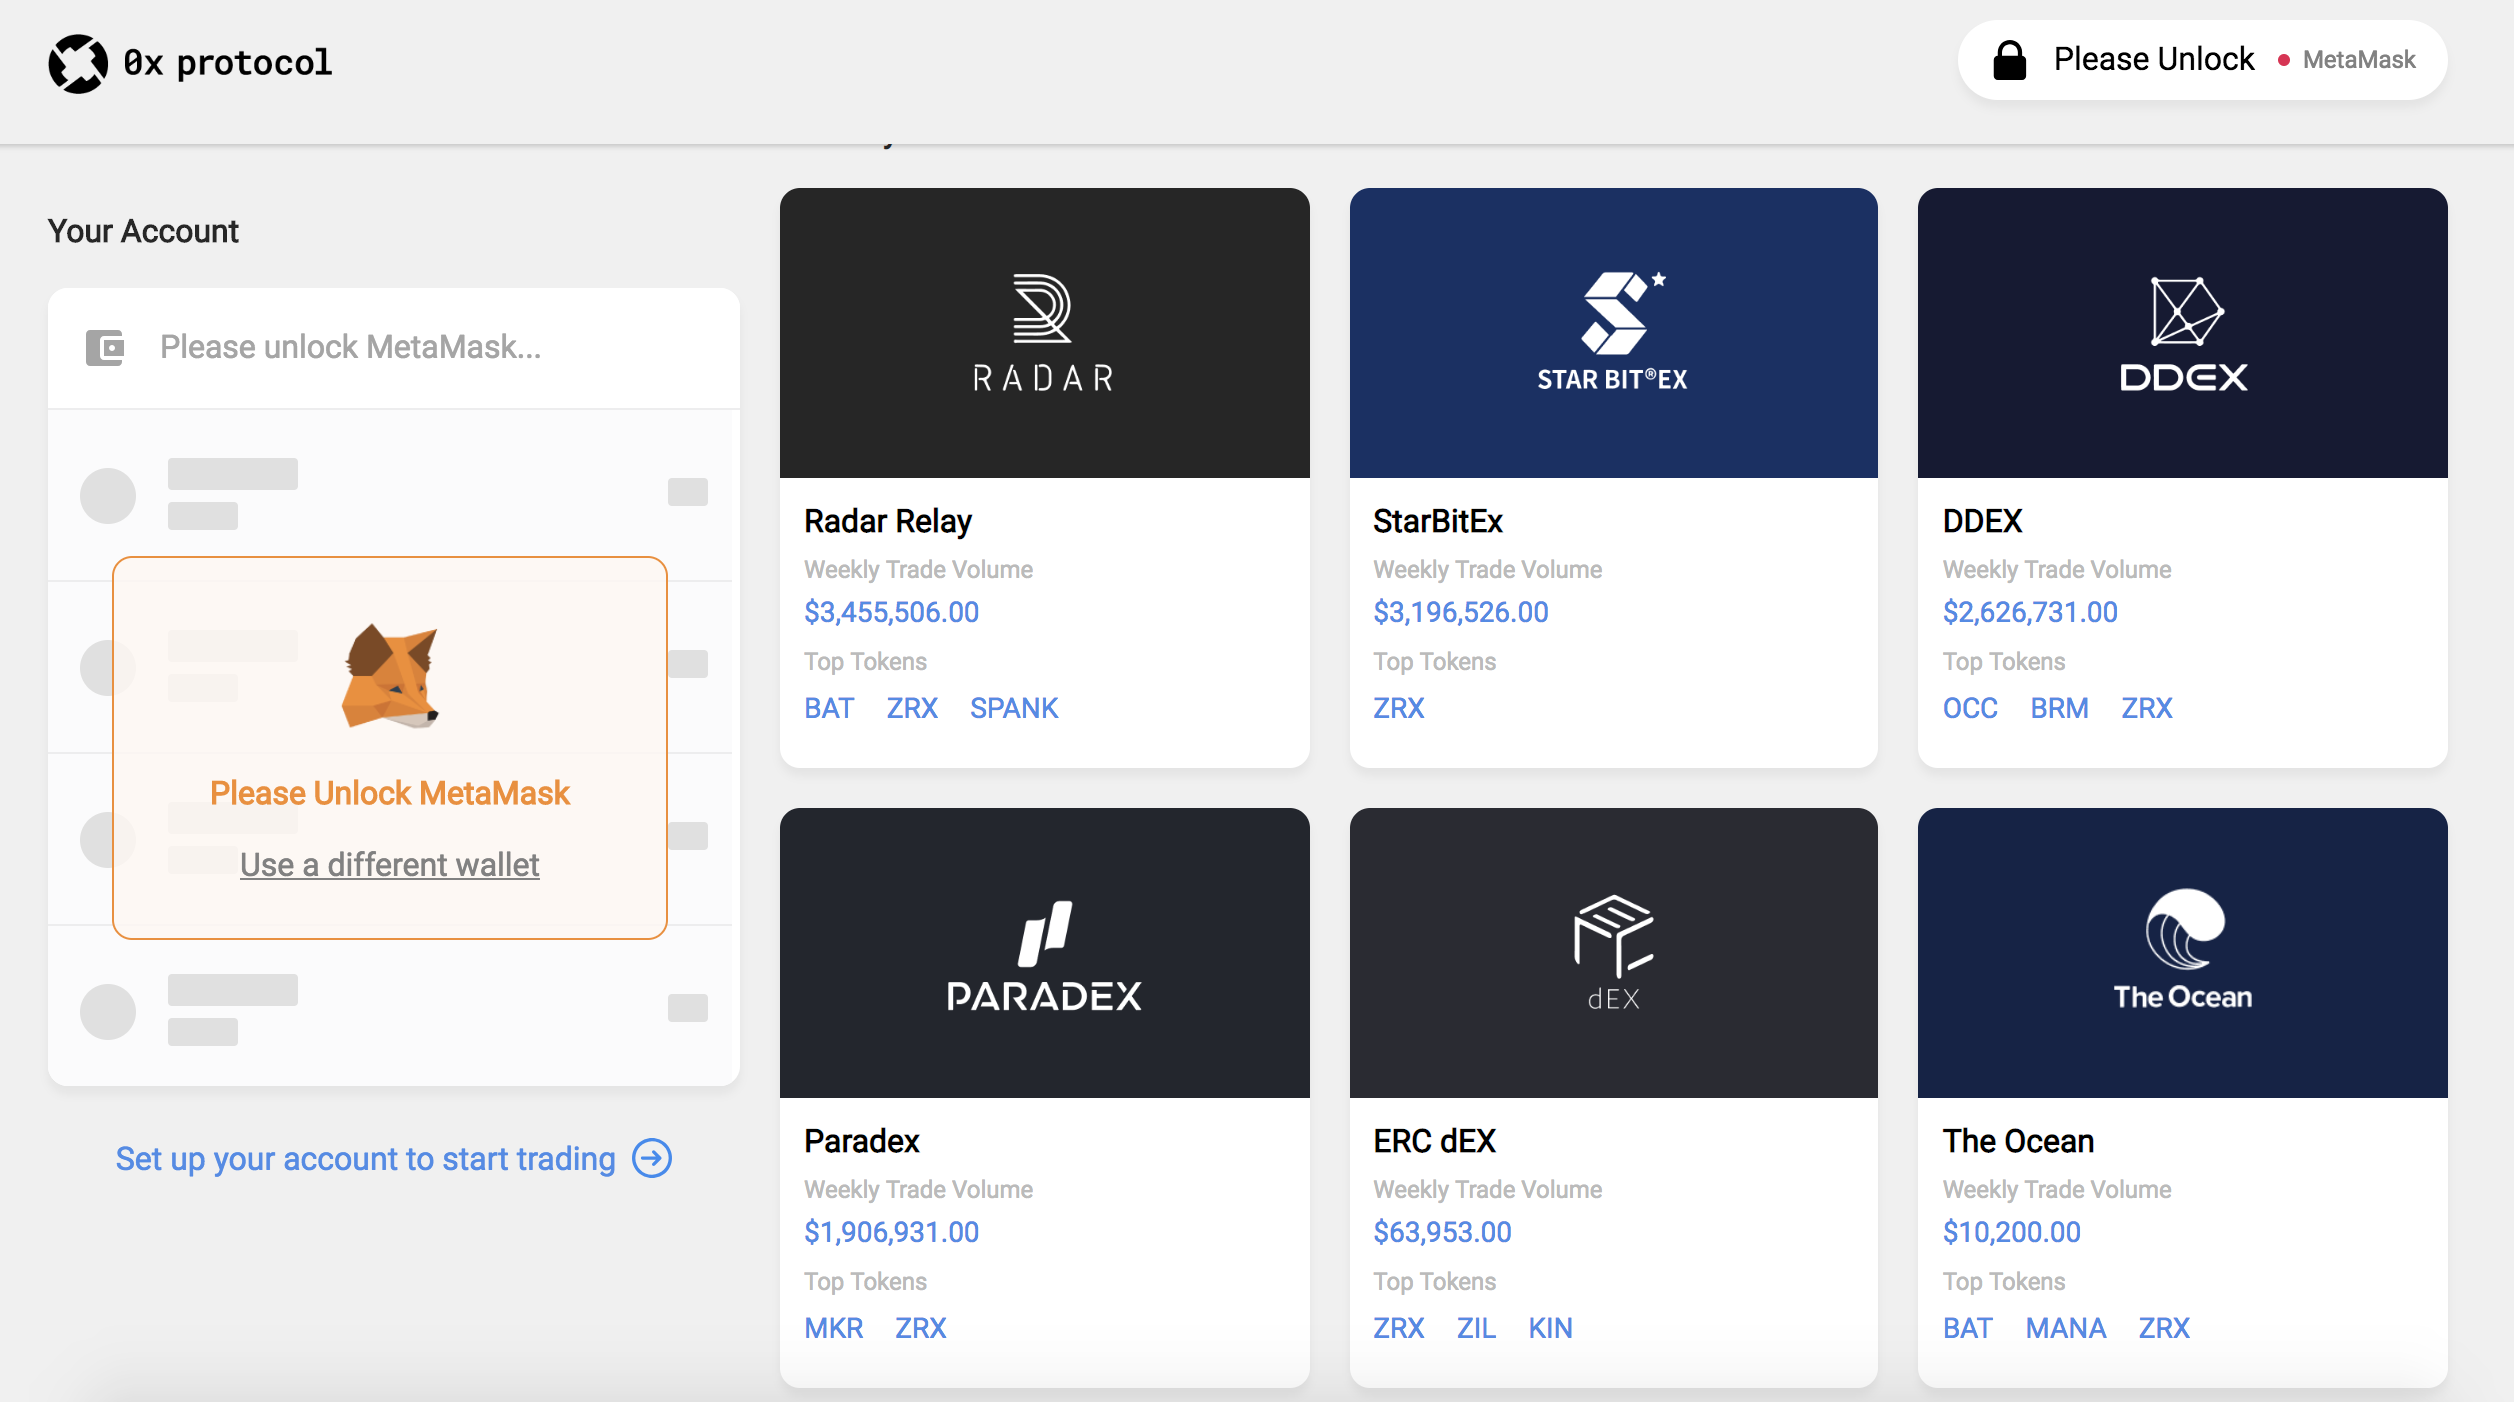 0x protocol
Please Unlock
MetaMask
Your Account
Please unlock MetaMask...
Please Unlock MetaMask
Use a different wallet
Set up your account to start trading
RADAR
Radar Relay
Weekly Trade Volume
$3,455,506.00
Top Tokens
BAT ZRX SPANK
STAR BIT®EX
StarBitEx
Weekly Trade Volume
$3,196,526.00
Top Tokens
ZRX
DDEX
DDEX
Weekly Trade Volume
$2,626,731.00
Top Tokens
OCC BRM ZRX
PARADEX
Paradex
Weekly Trade Volume
$1,906,931.00
Top Tokens
MKR ZRX
dEX
ERC dEX
Weekly Trade Volume
$63,953.00
Top Tokens
ZRX ZIL KIN
The Ocean
The Ocean
Weekly Trade Volume
$10,200.00
Top Tokens
BAT MANA ZRX